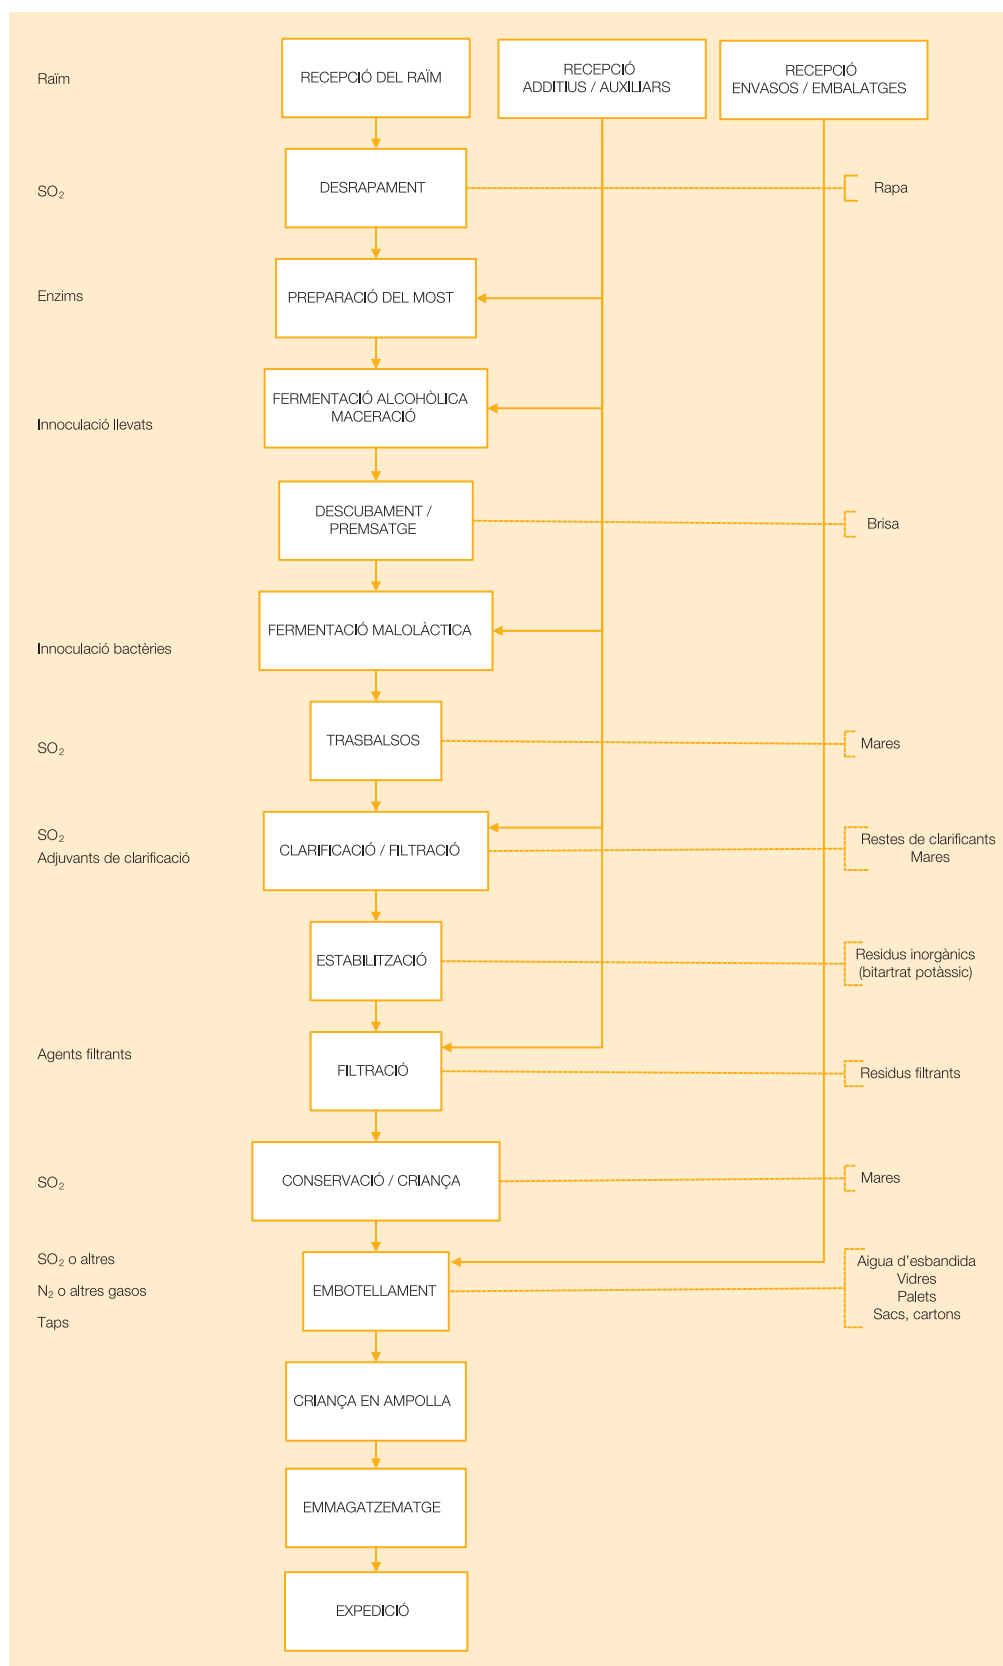 Raïm
RECEPCIÓ DEL RAÏM
RECEPCIÓ
ADDITIUS / AUXILIARS
RECEPCIÓ
ENVASOS / EMBALATGES
SO₂
DESRAPAMENT
Rapa
Enzims
PREPARACIÓ DEL MOST
Innoculació llevats
FERMENTACIÓ ALCOHÒLICA
MACERACIÓ
DESCUBAMENT /
PREMSATGE
Brisa
Innoculació bactèries
FERMENTACIÓ MALOLÀCTICA
SO₂
TRASBALSOS
Mares
SO₂
Adjuvants de clarificació
CLARIFICACIÓ / FILTRACIÓ
Restes de clarificants
Mares
ESTABILITZACIÓ
Residus inorgànics
(bitartrat potàssic)
Agents filtrants
FILTRACIÓ
Residus filtrants
SO₂
CONSERVACIÓ / CRIANÇA
Mares
SO₂ o altres
N₂ o altres gasos
Taps
EMBOTELLAMENT
Aigua d'esbandida
Vidres
Palets
Sacs, cartons
CRIANÇA EN AMPOLLA
EMMAGATZEMATGE
EXPEDICIÓ